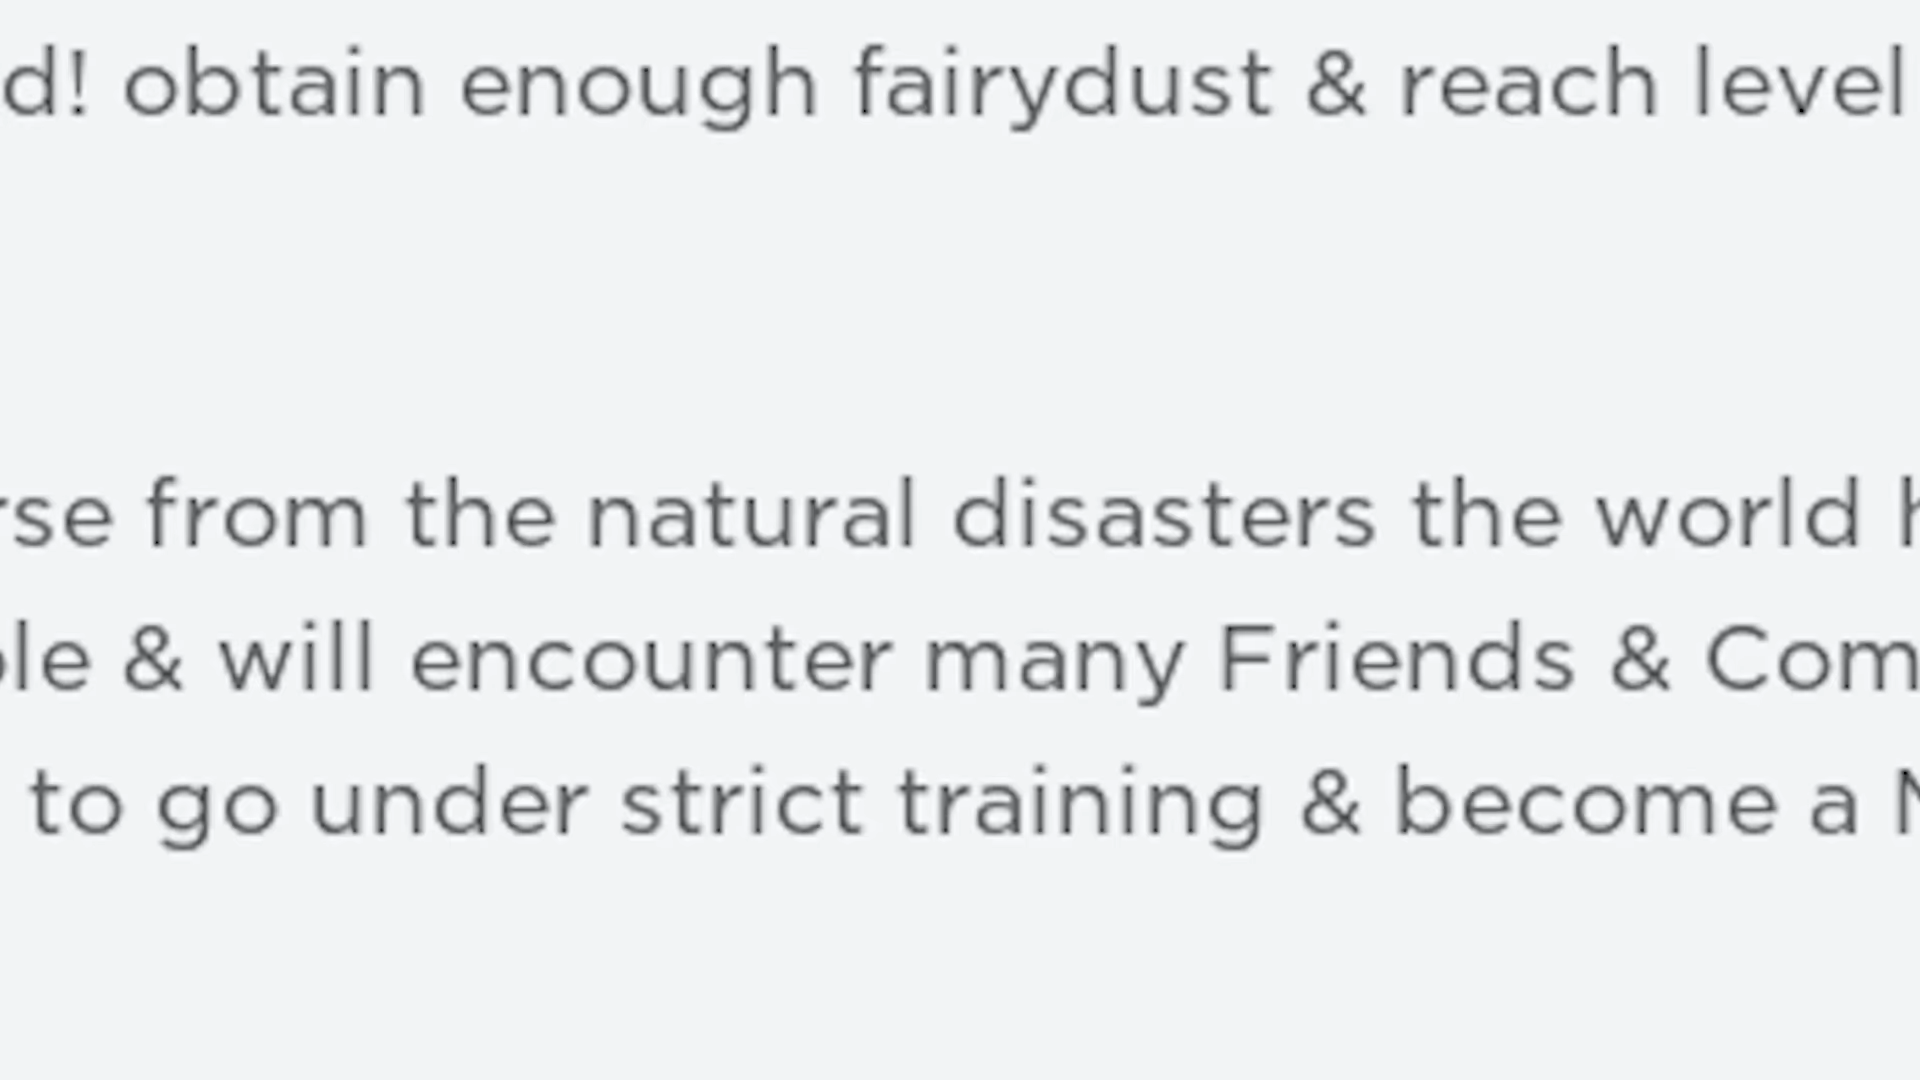 d! obtain enough fairydust & reach level
rse from the natural disasters the world
le & will encounter many Friends & Com
to go under strict training & become a